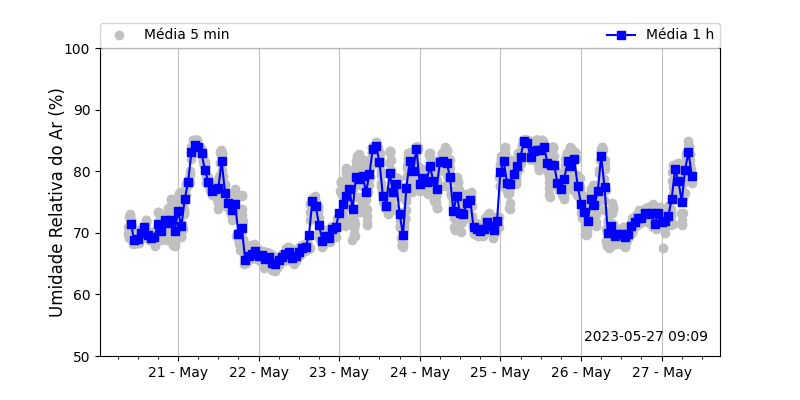 Média 5 min
Média 1 h
Umidade Relativa do Ar (%)
100
90
80
70
60
50
2023-05-27 09:09
21 - May
22 - May
23 - May
24 - May
25 - May
26 - May
27 - May